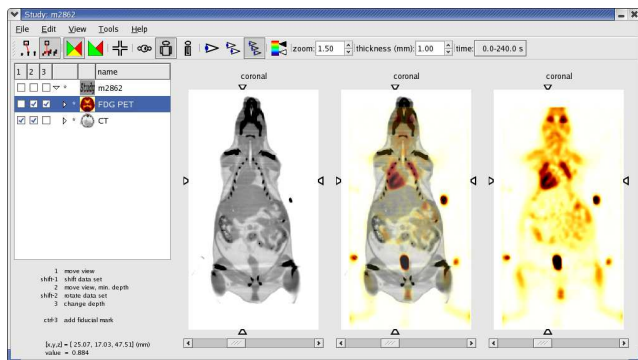 Study: m2862
File Edit View Tools Help
zoom: 1.50 thickness (mm): 1.00 time: 0.0-240.0 s
1 2 3 name
Study m2862
FDG PET
CT
coronal coronal coronal
1 move view
shift-1 shift data set
2 move view, min. depth
shift-2 rotate data set
3 change depth
ctrl-3 add fiducial mark
[x,y,z] = [ 25.07, 17.03, 47.51] (mm)
value = 0.884